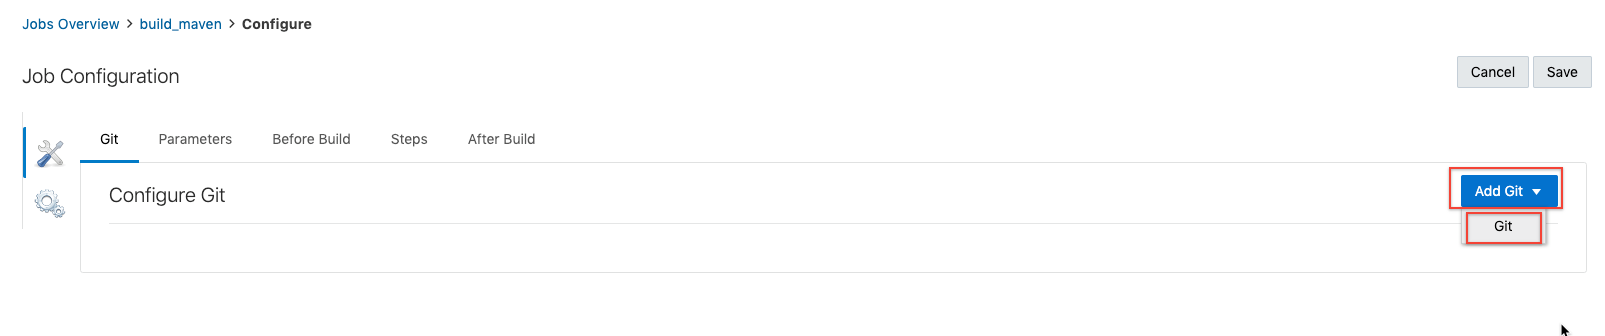 Jobs Overview > build_maven > Configure
Job Configuration
Cancel Save
Git Parameters Before Build Steps After Build
Configure Git
Add Git
Git